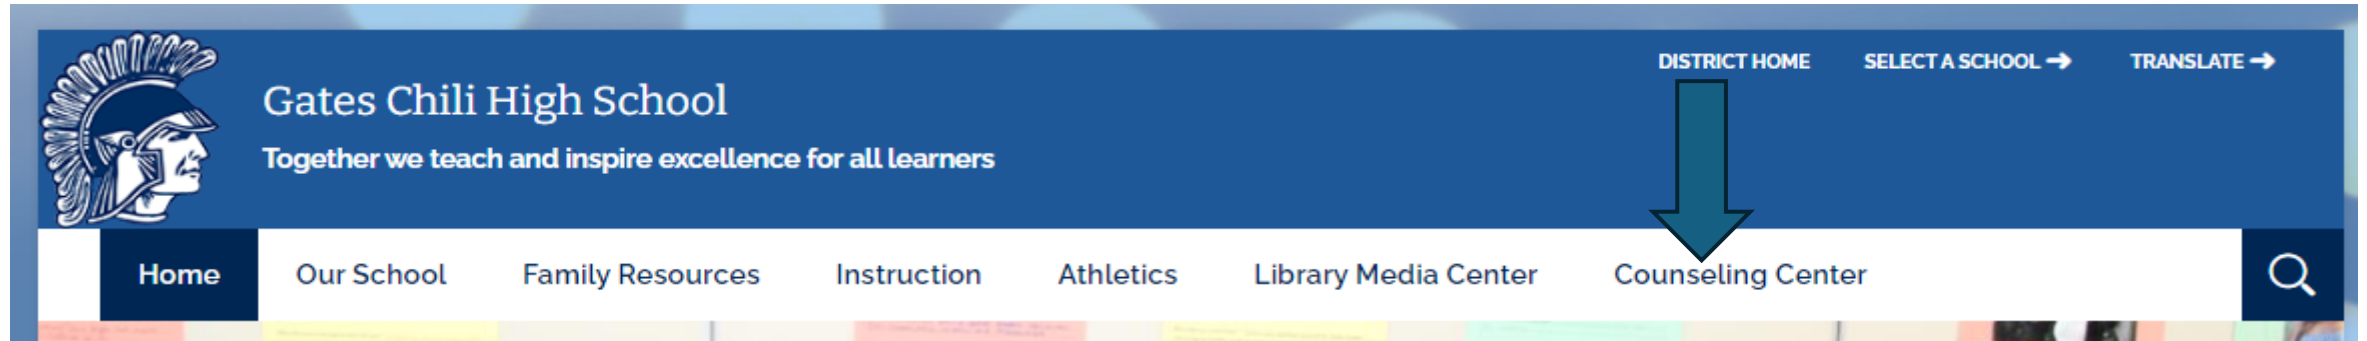 DISTRICT HOME SELECT A SCHOOL TRANSLATE
Gates Chili High School
Together we teach and inspire excellence for all learners
Home Our School Family Resources Instruction Athletics Library Media Center Counseling Center